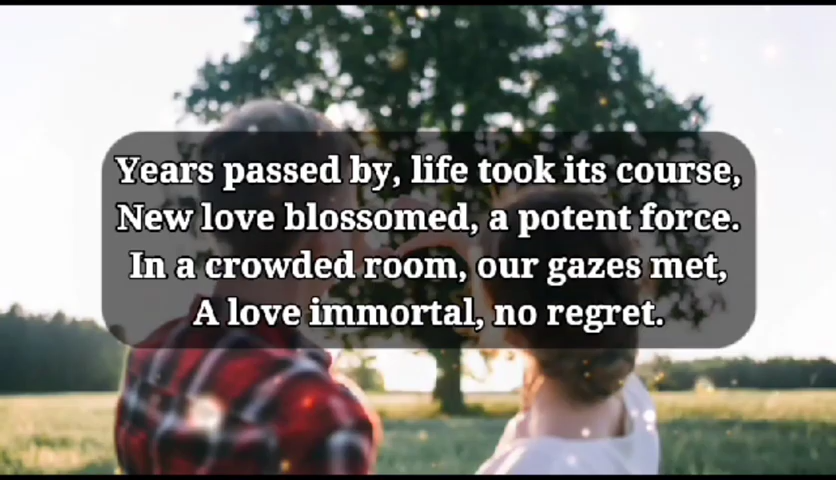 Years passed by, life took its course,
New love blossomed, a potent force.
In a crowded room, our gazes met,
A love immortal, no regret.